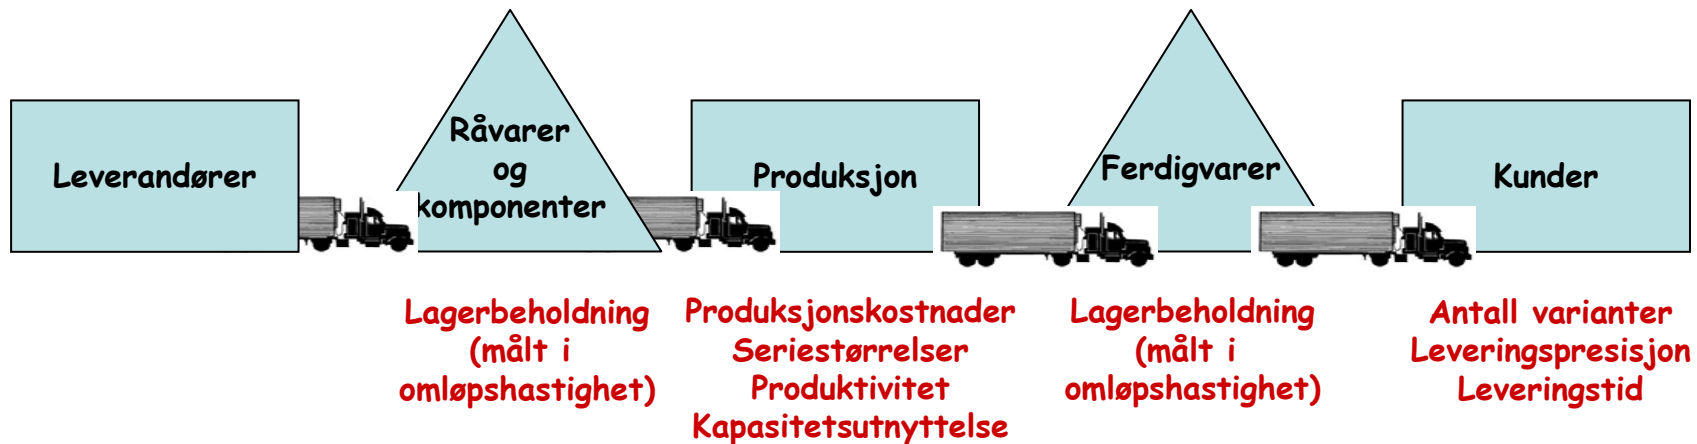 Leverandører
Råvarer
og
komponenter
Produksjon
Ferdigvarer
Kunder
Lagerbeholdning
(målt i
omløpshastighet)
Produksjonskostnader
Seriestørrelser
Produktivitet
Kapasitetsutnyttelse
Lagerbeholdning
(målt i
omløpshastighet)
Antall varianter
Leveringspresisjon
Leveringstid